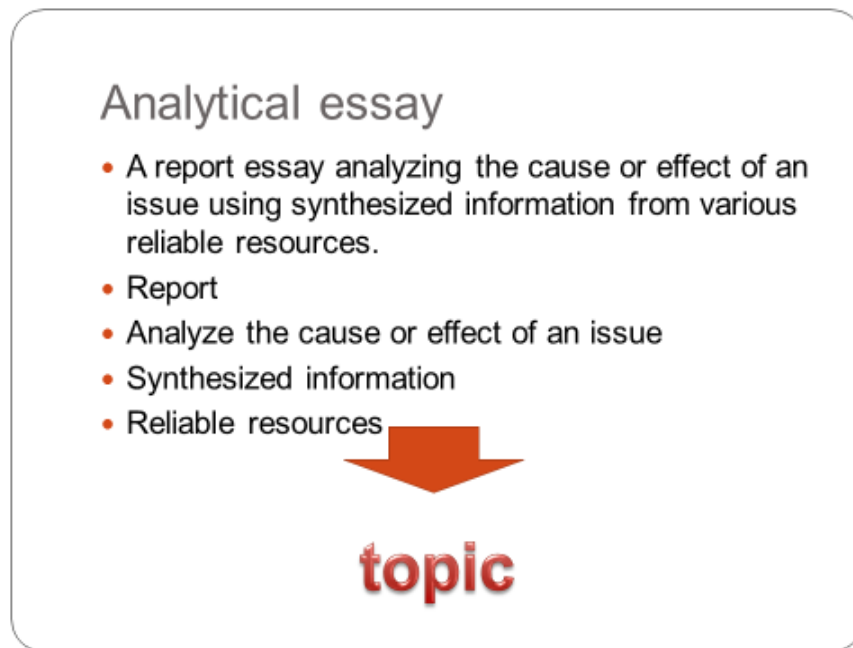 Analytical essay
• A report essay analyzing the cause or effect of an
issue using synthesized information from various
reliable resources.
• Report
• Analyze the cause or effect of an issue
• Synthesized information
• Reliable resources
topic